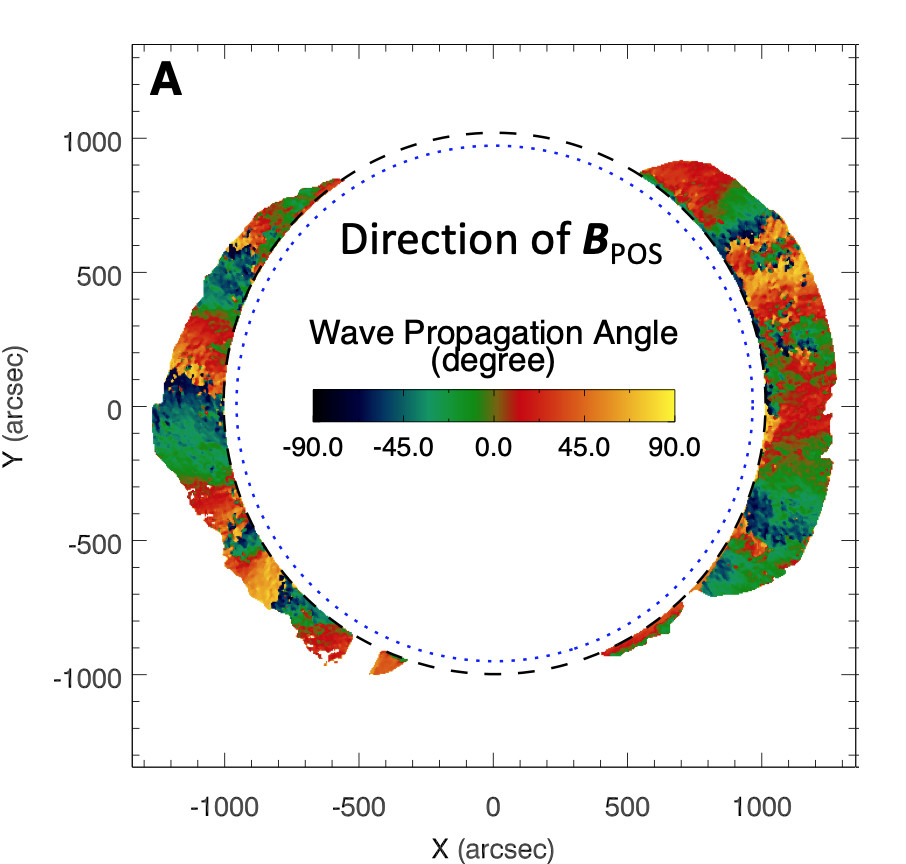 A
1000
500
0
-500
-1000
Y (arcsec)
Direction of BPOS
Wave Propagation Angle
(degree)
-90.0 -45.0 0.0 45.0 90.0
-1000 -500 0 500 1000
X (arcsec)